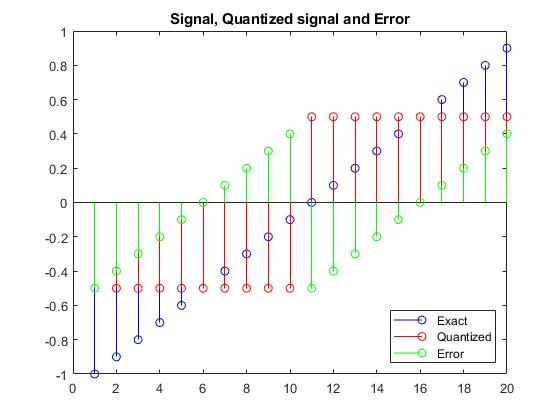 Signal, Quantized signal and Error
1
0.8
0.6
0.4
0.2
0
-0.2
-0.4
-0.6
-0.8
-1
0 2 4 6 8 10 12 14 16 18 20
Exact
Quantized
Error